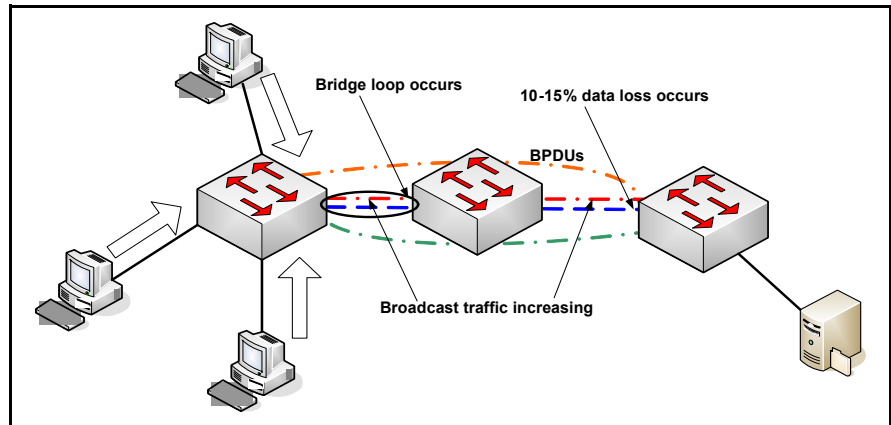 Bridge loop occurs
10-15% data loss occurs
BPDUs
Broadcast traffic increasing